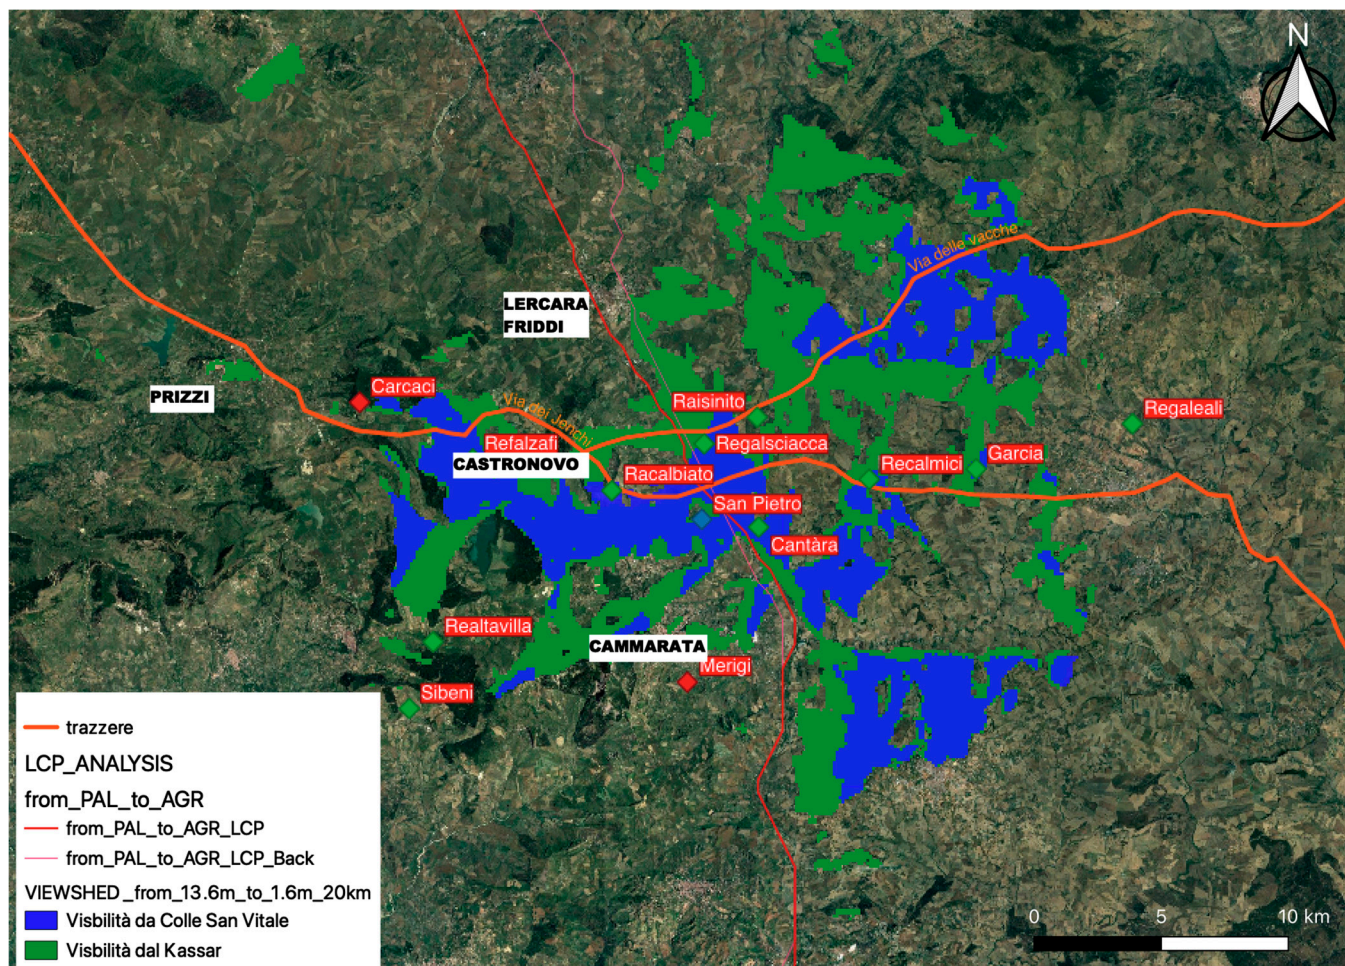 N
Via delle vacche
LERCARA
FRIDDI
Carcaci
PRIZZI
Via dei Jenchi
Raisinito
Regaleali
Refalzafi
Regalsciacca
CASTRONOVO
Garcia
Recalmici
Racalbiato
San Pietro
Cantàra
Realtavilla
CAMMARATA
Merigi
Sibeni
trazzere
LCP_ANALYSIS
from_PAL_to_AGR
from_PAL_to_AGR_LCP
from_PAL_to_AGR_LCP_Back
VIEWSHED_from_13.6m_to_1.6m_20km
Visbilità da Colle San Vitale
Visbilità dal Kassar
0 5 10 km